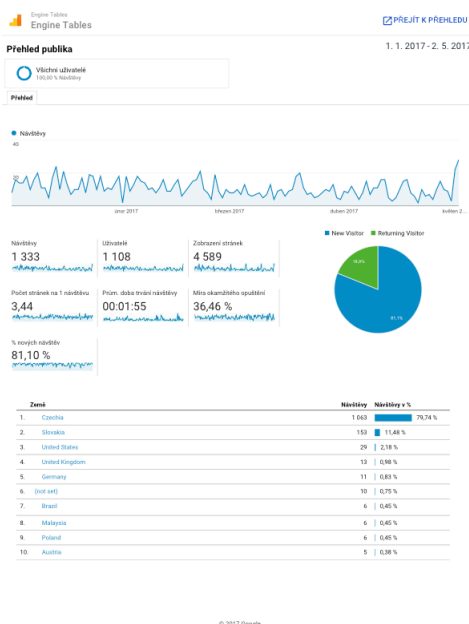 Engine Tables
Engine Tables
PŘEJÍT K PŘEHLEDU
Přehled publika
1. 1. 2017 - 2. 5. 2017
Všichni uživatelé
100,00 % Návštěvy
Přehled
Návštěvy
40
20
únor 2017 březen 2017 duben 2017 květen 2…
New Visitor Returning Visitor
Návštěvy
1 333
Uživatelé
1 108
Zobrazení stránek
4 589
Počet stránek na 1 návštěvu
3,44
Prům. doba trvání návštěvy
00:01:55
Míra okamžitého opuštění
36,46 %
% nových návštěv
81,10 %
18,9%
81,1%
Země Návštěvy Návštěvy v %
1. Czechia 1 063 79,74 %
2. Slovakia 153 11,48 %
3. United States 29 2,18 %
4. United Kingdom 13 0,98 %
5. Germany 11 0,83 %
6. (not set) 10 0,75 %
7. Brazil 6 0,45 %
8. Malaysia 6 0,45 %
9. Poland 6 0,45 %
10. Austria 5 0,38 %
© 2017 Google